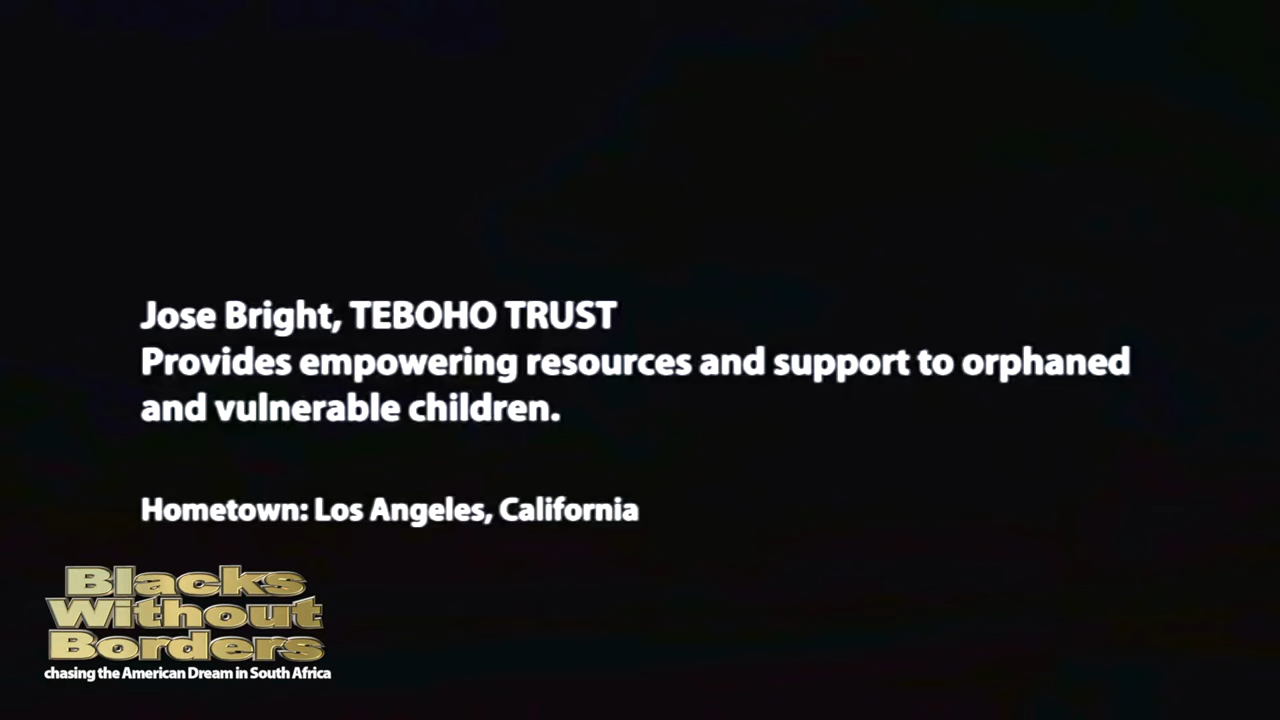 Jose Bright, TEBOHO TRUST
Provides empowering resources and support to orphaned
and vulnerable children.
Hometown: Los Angeles, California
Blacks
Without
Borders
chasing the American Dream in South Africa